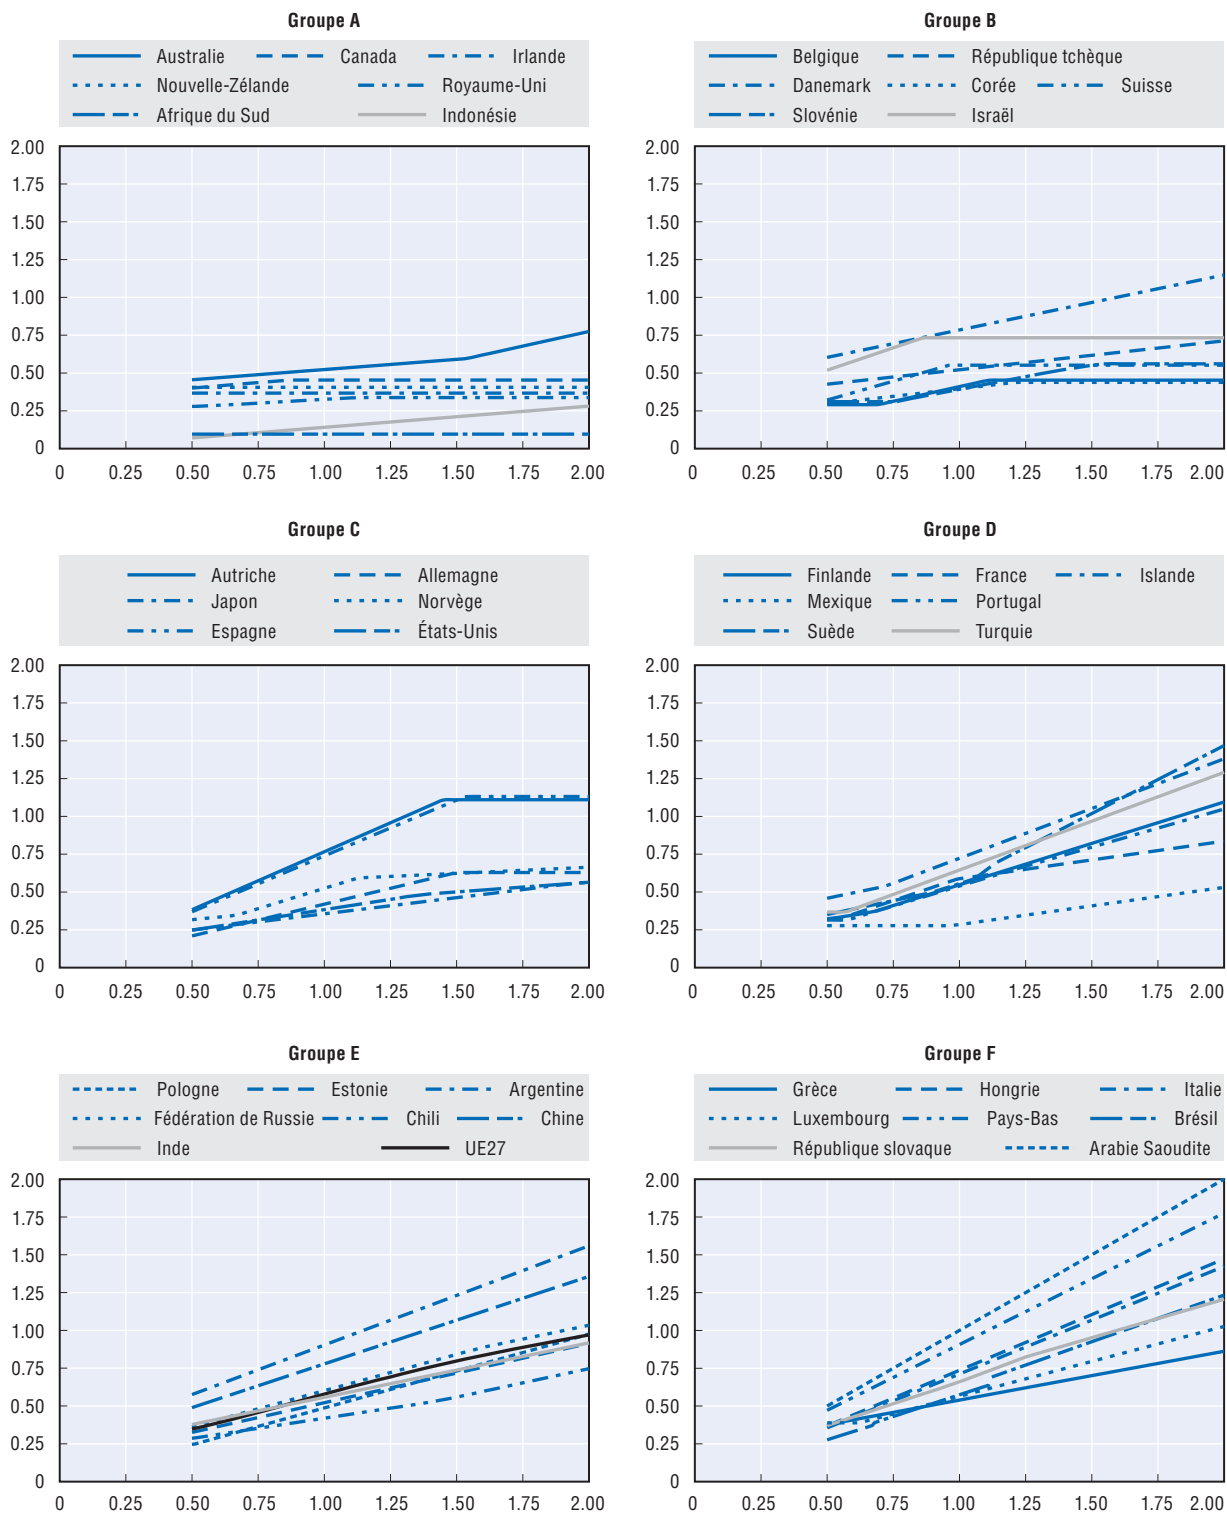 Groupe A
Australie Canada Irlande
Nouvelle-Zélande Royaume-Uni
Afrique du Sud Indonésie
2.00
1.75
1.50
1.25
1.00
0.75
0.50
0.25
0
0 0.25 0.50 0.75 1.00 1.25 1.50 1.75 2.00
Groupe B
Belgique République tchèque
Danemark Corée Suisse
Slovénie Israël
2.00
1.75
1.50
1.25
1.00
0.75
0.50
0.25
0
0 0.25 0.50 0.75 1.00 1.25 1.50 1.75 2.00
Groupe C
Autriche Allemagne
Japon Norvège
Espagne États-Unis
2.00
1.75
1.50
1.25
1.00
0.75
0.50
0.25
0
0 0.25 0.50 0.75 1.00 1.25 1.50 1.75 2.00
Groupe D
Finlande France Islande
Mexique Portugal
Suède Turquie
2.00
1.75
1.50
1.25
1.00
0.75
0.50
0.25
0
0 0.25 0.50 0.75 1.00 1.25 1.50 1.75 2.00
Groupe E
Pologne Estonie Argentine
Fédération de Russie Chili Chine
Inde UE27
2.00
1.75
1.50
1.25
1.00
0.75
0.50
0.25
0
0 0.25 0.50 0.75 1.00 1.25 1.50 1.75 2.00
Groupe F
Grèce Hongrie Italie
Luxembourg Pays-Bas Brésil
République slovaque Arabie Saoudite
2.00
1.75
1.50
1.25
1.00
0.75
0.50
0.25
0
0 0.25 0.50 0.75 1.00 1.25 1.50 1.75 2.00